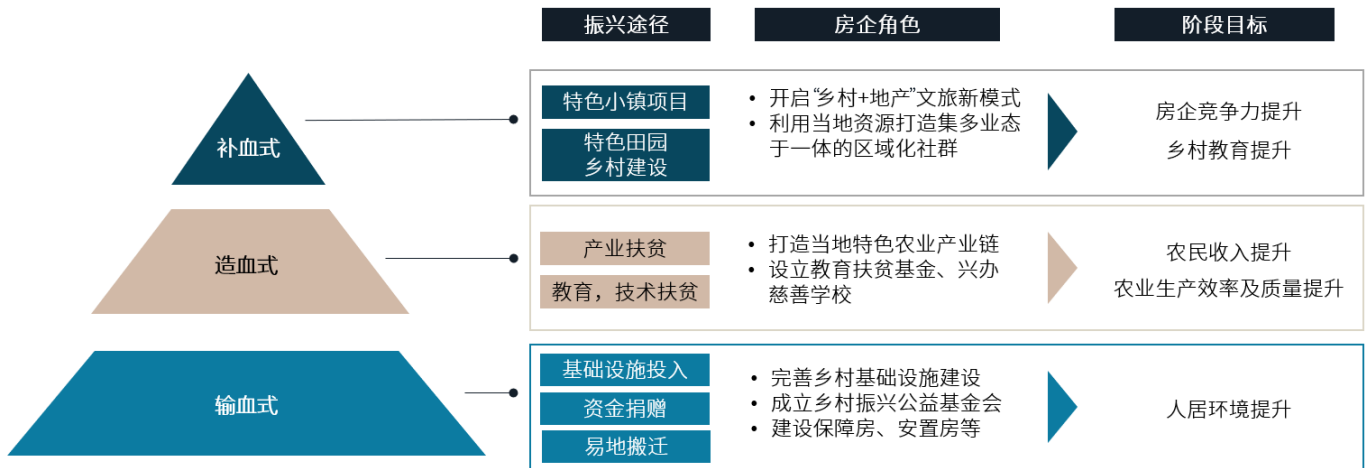 振兴途径
房企角色
阶段目标
补血式
特色小镇项目
特色田园
乡村建设
• 开启“乡村+地产”文旅新模式
• 利用当地资源打造集多业态
于一体的区域化社群
房企竞争力提升
乡村教育提升
造血式
产业扶贫
教育，技术扶贫
• 打造当地特色农业产业链
• 设立教育扶贫基金、兴办
慈善学校
农民收入提升
农业生产效率及质量提升
输血式
基础设施投入
资金捐赠
易地搬迁
• 完善乡村基础设施建设
• 成立乡村振兴公益基金会
• 建设保障房、安置房等
人居环境提升